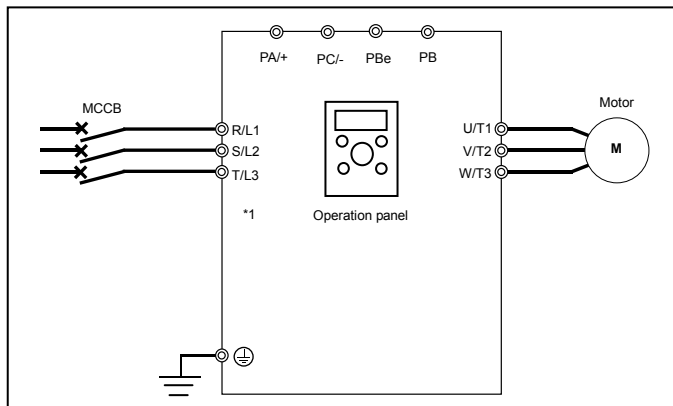 PA/+ PC/- PBe PB
MCCB
Motor
R/L1
U/T1
S/L2
V/T2
M
T/L3
W/T3
*1
Operation panel